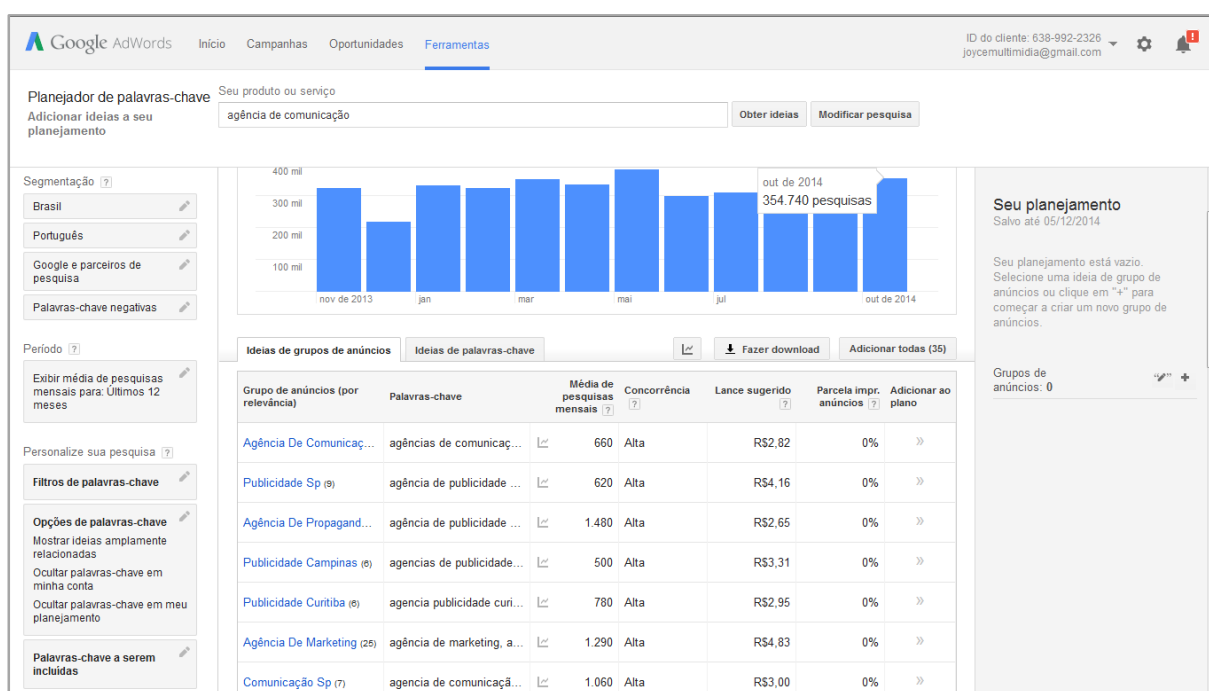 Google AdWords Início Campanhas Oportunidades Ferramentas
ID do cliente: 638-992-2326
joycemultimidia@gmail.com
!
Planejador de palavras-chave
Adicionar ideias a seu
planejamento
Seu produto ou serviço
agência de comunicação Obter ideias Modificar pesquisa
Segmentação ?
Brasil
Português
Google e parceiros de
pesquisa
Palavras-chave negativas
Período ?
Exibir média de pesquisas
mensais para: Últimos 12
meses
Personalize sua pesquisa ?
Filtros de palavras-chave
Opções de palavras-chave
Mostrar ideias amplamente
relacionadas
Ocultar palavras-chave em
minha conta
Ocultar palavras-chave em meu
planejamento
Palavras-chave a serem
incluídas
400 mil
300 mil
200 mil
100 mil
out de 2014
354.740 pesquisas
nov de 2013 jan mar mai jul out de 2014
Ideias de grupos de anúncios Ideias de palavras-chave Fazer download Adicionar todas (35)
Grupo de anúncios (por
relevância)
Palavras-chave
Média de
pesquisas
mensais ?
Concorrência
?
Lance sugerido
?
Parcela impr.
anúncios ?
Adicionar ao
plano
Agência De Comunicaç... agências de comunicaç... 660 Alta R$2,82 0% »
Publicidade Sp (9) agência de publicidade ... 620 Alta R$4,16 0% »
Agência De Propagand... agência de publicidade ... 1.480 Alta R$2,65 0% »
Publicidade Campinas (6) agencias de publicidade... 500 Alta R$3,31 0% »
Publicidade Curitiba (6) agencia publicidade curi... 780 Alta R$2,95 0% »
Agência De Marketing (25) agência de marketing, a... 1.290 Alta R$4,83 0% »
Comunicação Sp (7) agencia de comunicaçã... 1.060 Alta R$3,00 0% »
Seu planejamento
Salvo até 05/12/2014
Seu planejamento está vazio.
Selecione uma ideia de grupo de
anúncios ou clique em "+" para
começar a criar um novo grupo de
anúncios.
Grupos de
anúncios: 0
+